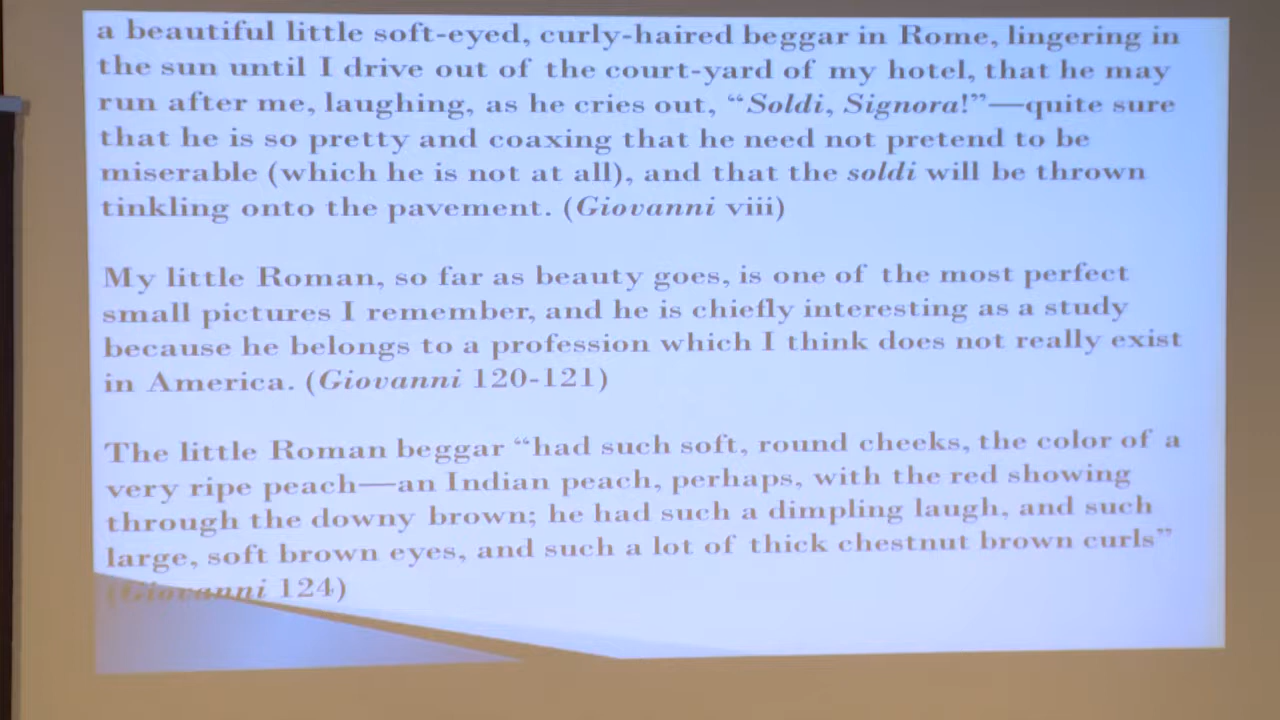 a beautiful little soft-eyed, curly-haired beggar in Rome, lingering in
the sun until I drive out of the court-yard of my hotel, that he may
run after me, laughing, as he cries out, “Soldi, Signora!”—quite sure
that he is so pretty and coaxing that he need not pretend to be
miserable (which he is not at all), and that the soldi will be thrown
tinkling onto the pavement. (Giovanni viii)
My little Roman, so far as beauty goes, is one of the most perfect
small pictures I remember, and he is chiefly interesting as a study
because he belongs to a profession which I think does not really exist
in America. (Giovanni 120-121)
The little Roman beggar “had such soft, round cheeks, the color of a
very ripe peach—an Indian peach, perhaps, with the red showing
through the downy brown; he had such a dimpling laugh, and such
large, soft brown eyes, and such a lot of thick chestnut brown curls”
(Giovanni 124)